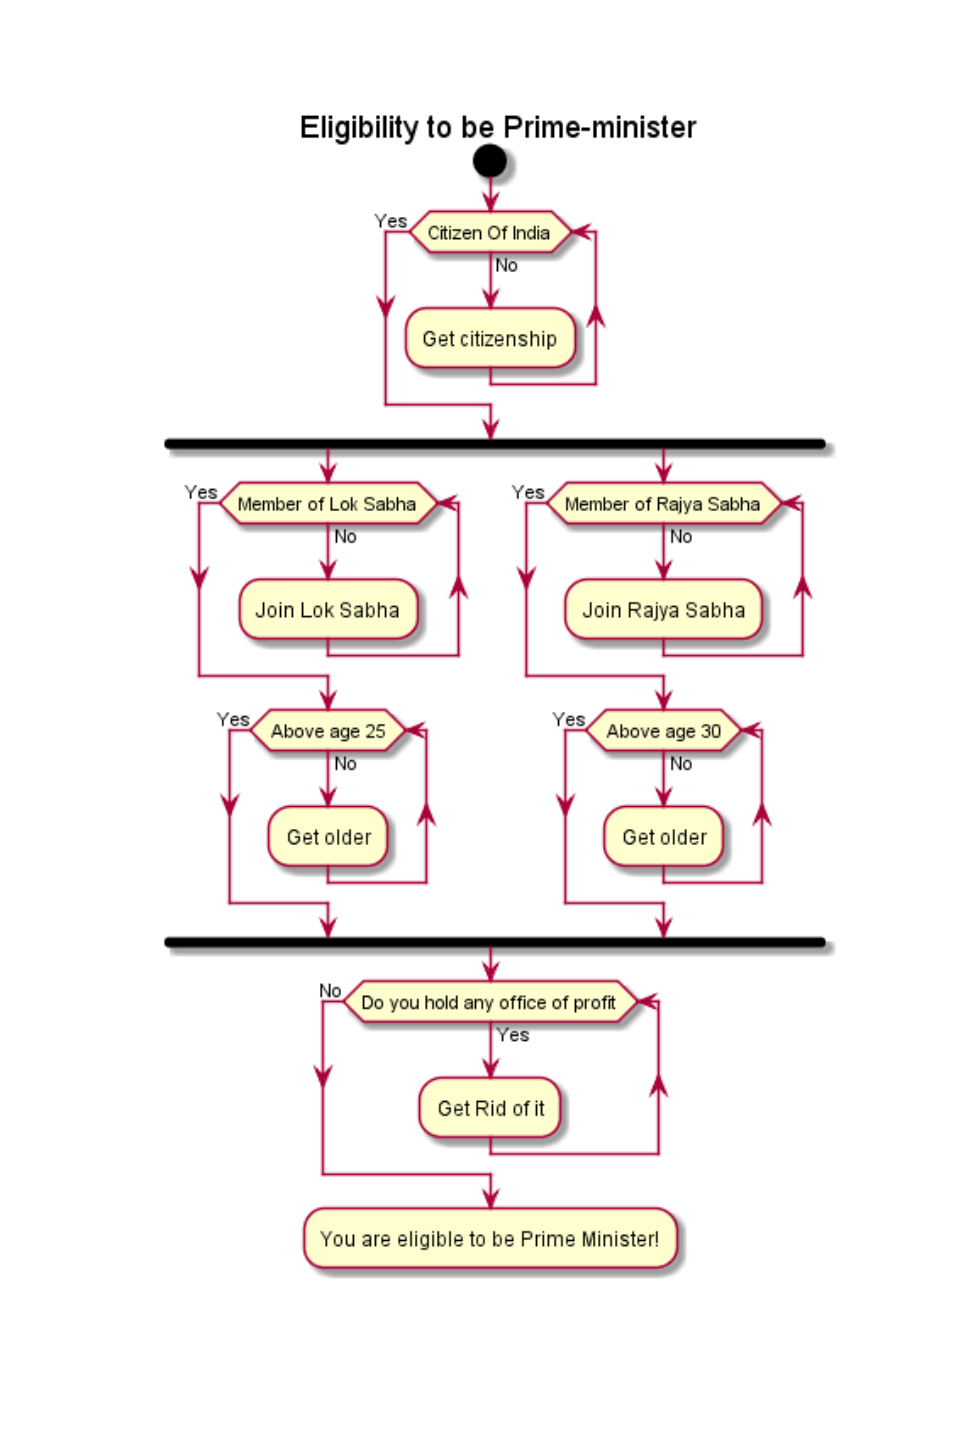 Eligibility to be Prime-minister
Yes
Citizen Of India
No
Get citizenship
Yes
Member of Lok Sabha
No
Join Lok Sabha
Yes
Member of Rajya Sabha
No
Join Rajya Sabha
Yes
Above age 25
No
Get older
Yes
Above age 30
No
Get older
No
Do you hold any office of profit
Yes
Get Rid of it
You are eligible to be Prime Minister!